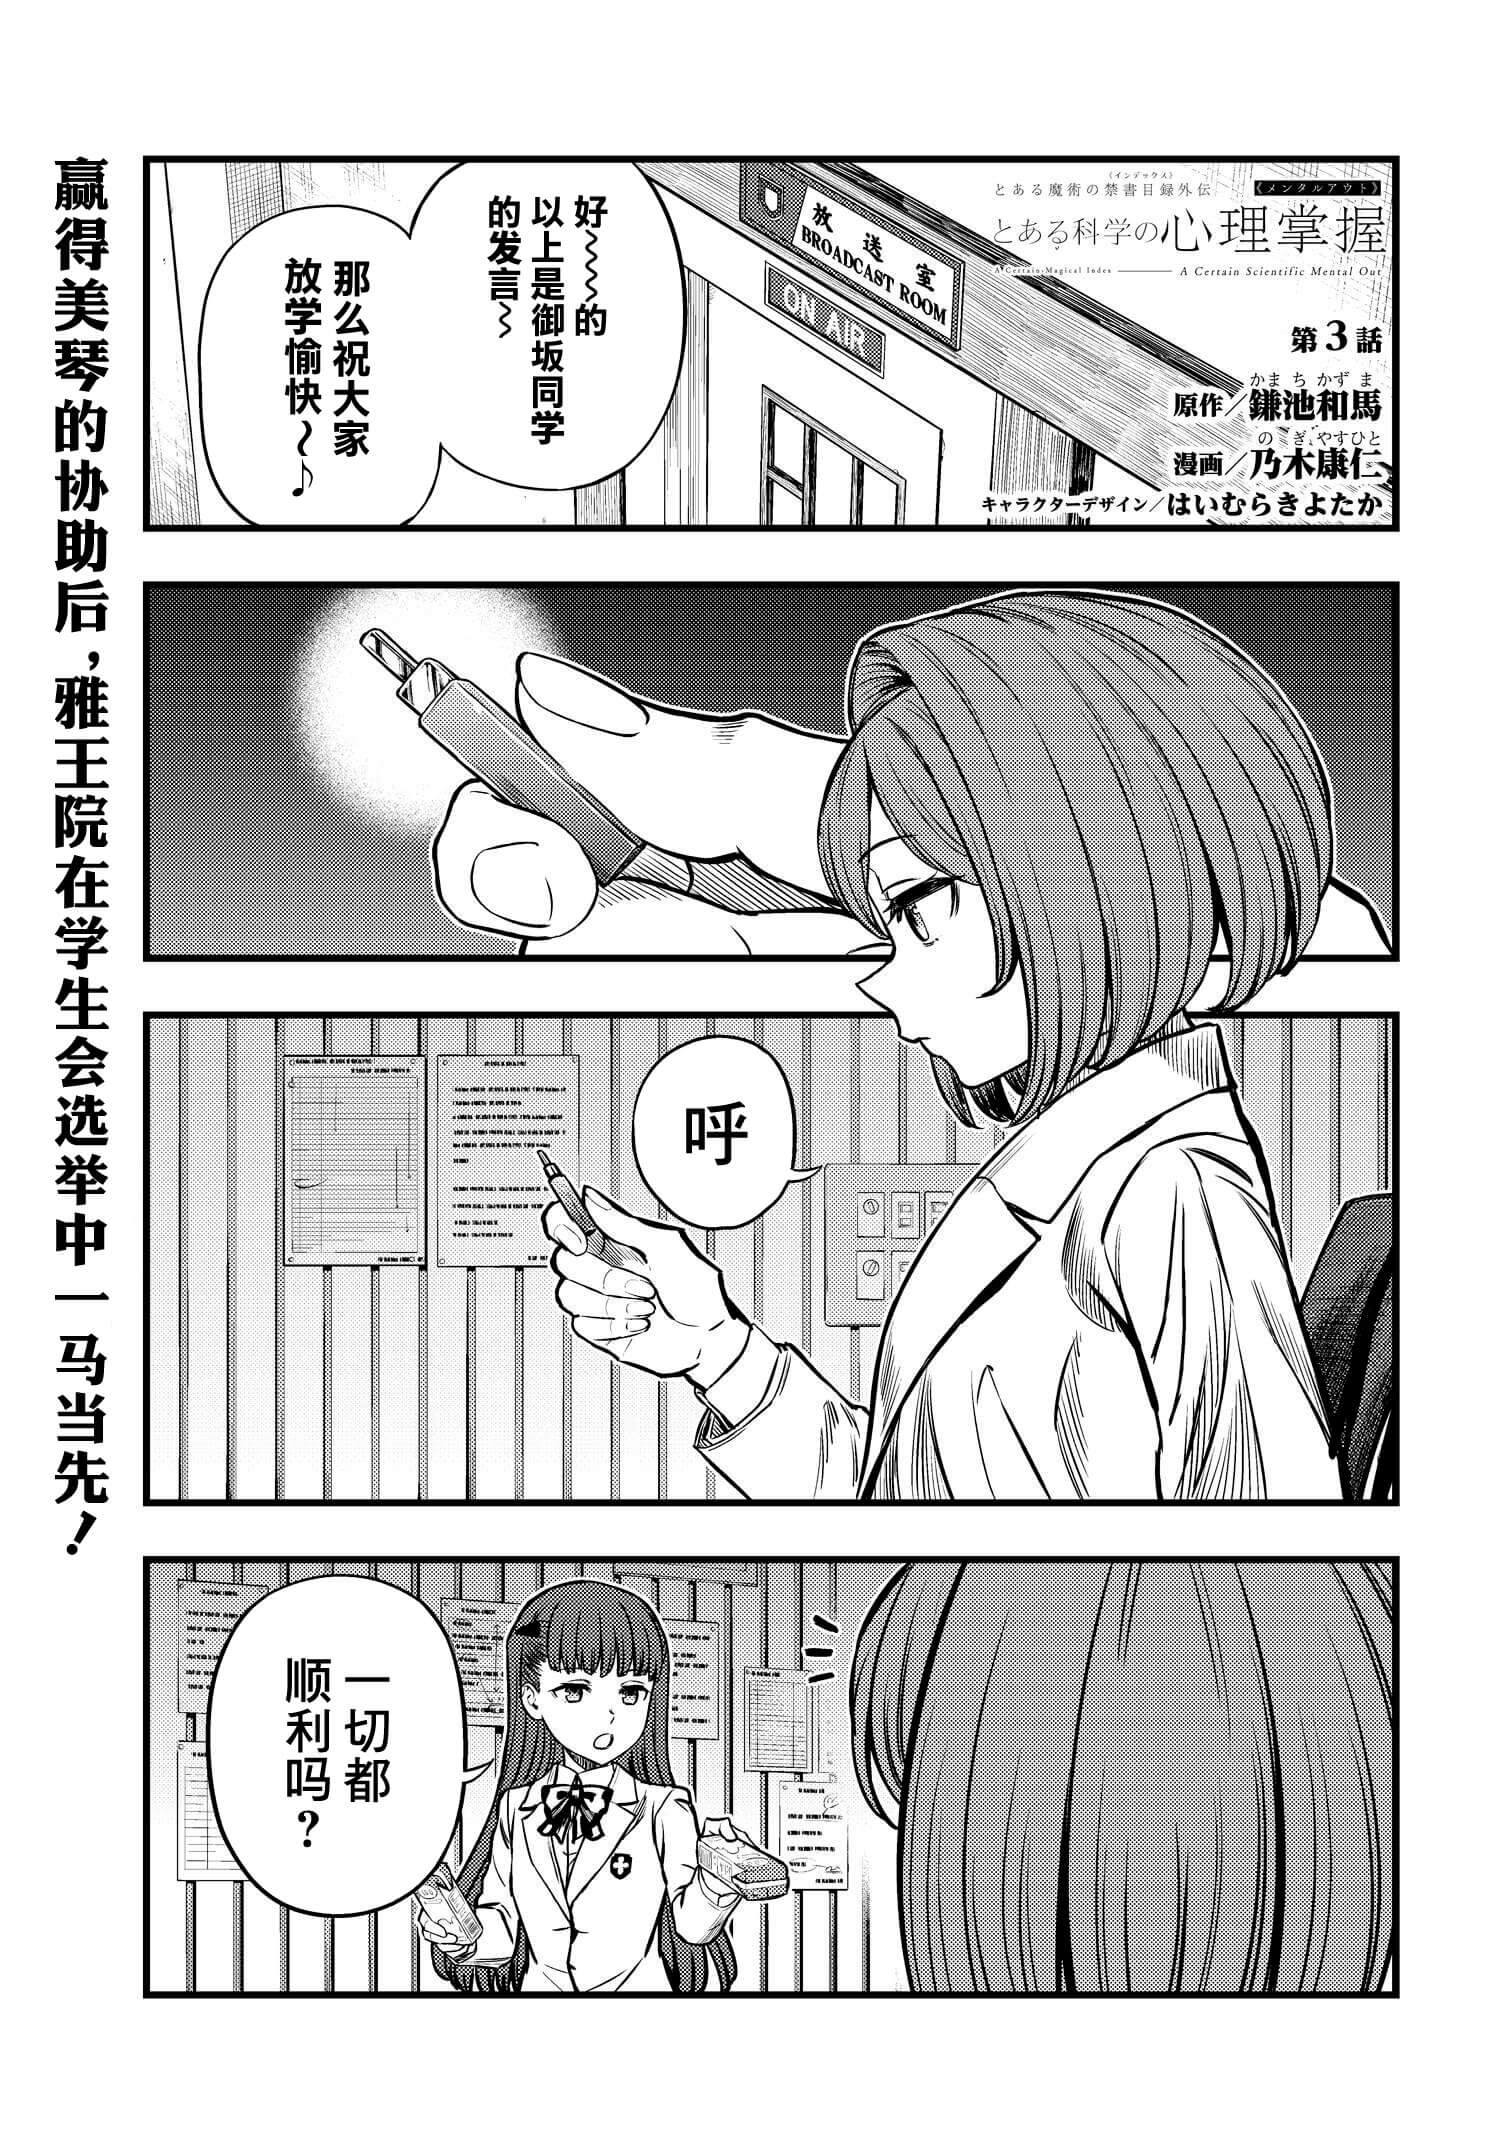 とある魔術の禁書目録外伝
《インデックス》
《メンタルアウト》
とある科学の心理掌握
A Certain Magical Index
A Certain Scientific Mental Out
第3話
かまちかずま
原作／鎌池和馬
のぎやすひと
漫画／乃木康仁
キャラクターデザイン／はいむらきよたか
放送室
BROADCAST ROOM
ON AIR
好～～～～的
以上是御坂同学
的发言～
那么祝大家
放学愉快～♪
呼
一切都
顺利吗？
赢得美琴的协助后，雅王院在学生会选举中一马当先！